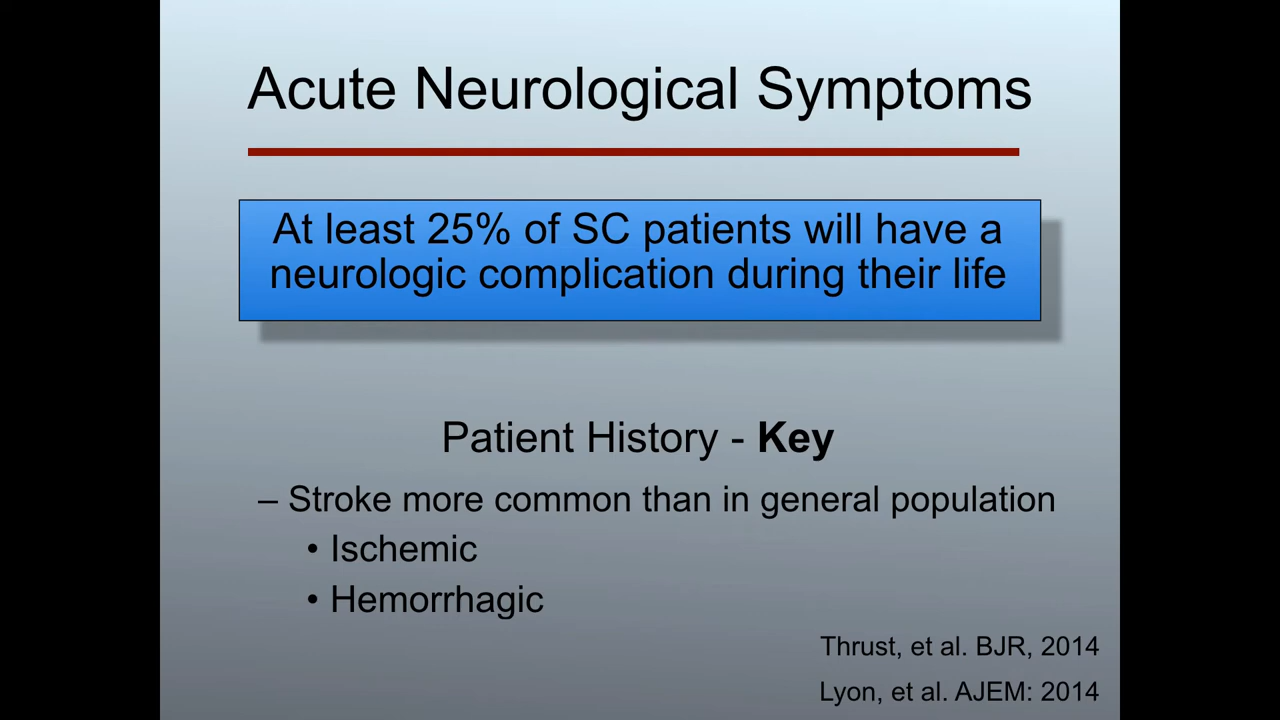 Acute Neurological Symptoms
At least 25% of SC patients will have a
neurologic complication during their life
Patient History - Key
– Stroke more common than in general population
• Ischemic
• Hemorrhagic
Thrust, et al. BJR, 2014
Lyon, et al. AJEM: 2014